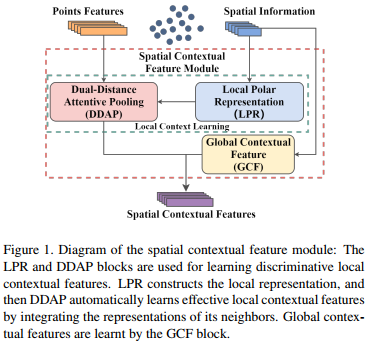 Points Features
Spatial Information
Spatial Contextual
Feature Module
Dual-Distance
Attentive Pooling
(DDAP)
Local Polar
Representation
(LPR)
Local Context Learning
Global Contextual
Feature
(GCF)
Spatial Contextual Features
Figure 1. Diagram of the spatial contextual feature module: The
LPR and DDAP blocks are used for learning discriminative local
contextual features. LPR constructs the local representation, and
then DDAP automatically learns effective local contextual features
by integrating the representations of its neighbors. Global contex-
tual features are learnt by the GCF block.